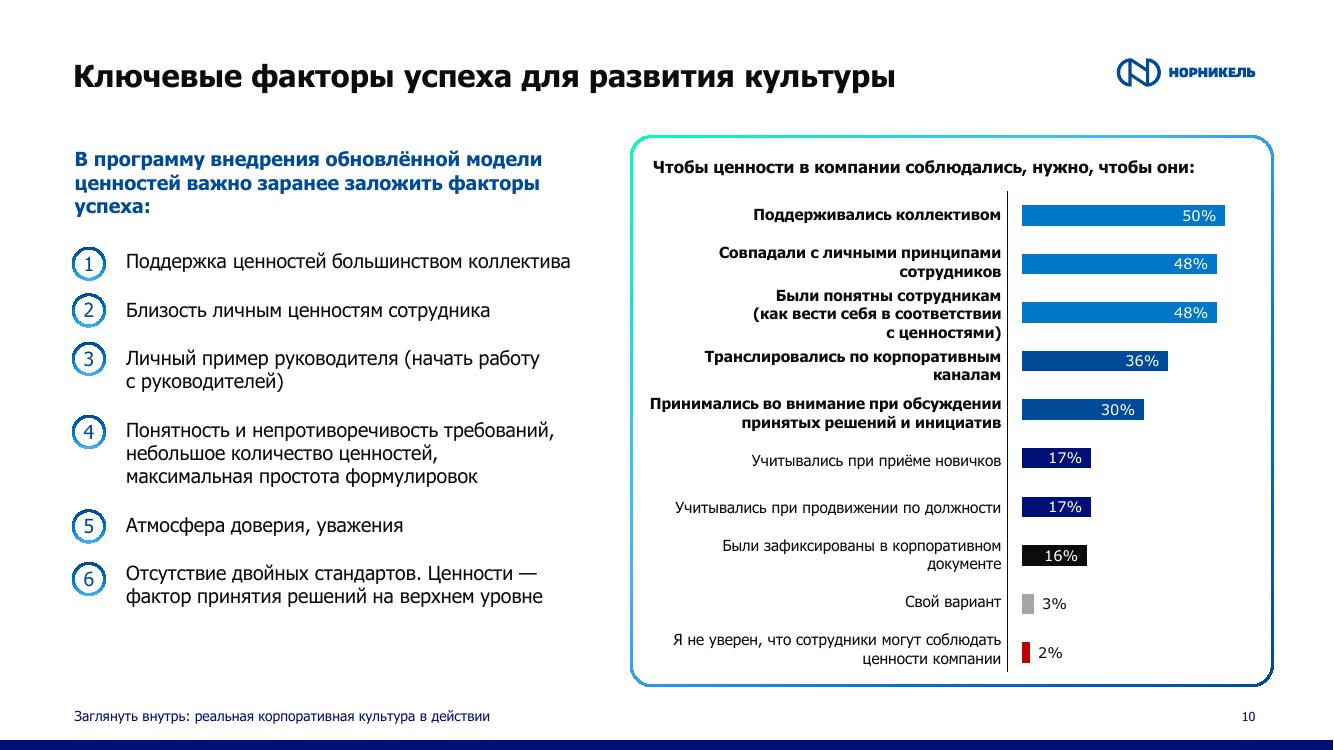 Ключевые факторы успеха для развития культуры
НОРНИКЕЛЬ
В программу внедрения обновлённой модели
ценностей важно заранее заложить факторы
успеха:
1 Поддержка ценностей большинством коллектива
2 Близость личным ценностям сотрудника
3 Личный пример руководителя (начать работу
с руководителей)
4 Понятность и непротиворечивость требований,
небольшое количество ценностей,
максимальная простота формулировок
5 Атмосфера доверия, уважения
6 Отсутствие двойных стандартов. Ценности —
фактор принятия решений на верхнем уровне
Чтобы ценности в компании соблюдались, нужно, чтобы они:
Поддерживались коллективом 50%
Совпадали с личными принципами
сотрудников 48%
Были понятны сотрудникам
(как вести себя в соответствии 48%
с ценностями)
Транслировались по корпоративным
каналам 36%
Принимались во внимание при обсуждении
принятых решений и инициатив 30%
Учитывались при приёме новичков 17%
Учитывались при продвижении по должности 17%
Были зафиксированы в корпоративном
документе 16%
Свой вариант 3%
Я не уверен, что сотрудники могут соблюдать
ценности компании 2%
Заглянуть внутрь: реальная корпоративная культура в действии
10